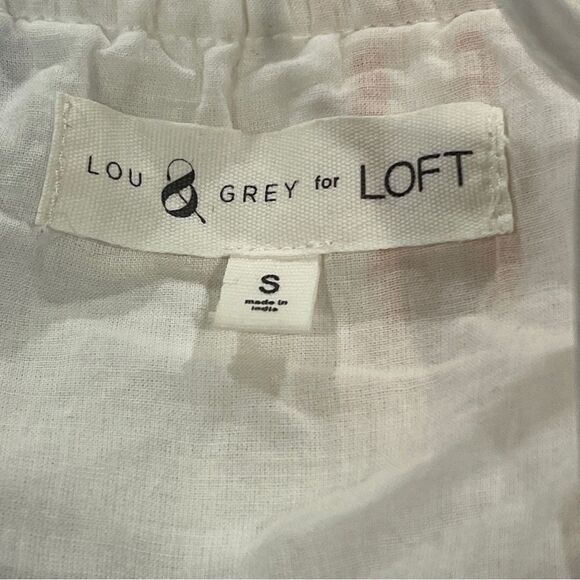 LOU & GREY for LOFT
S
made in
india